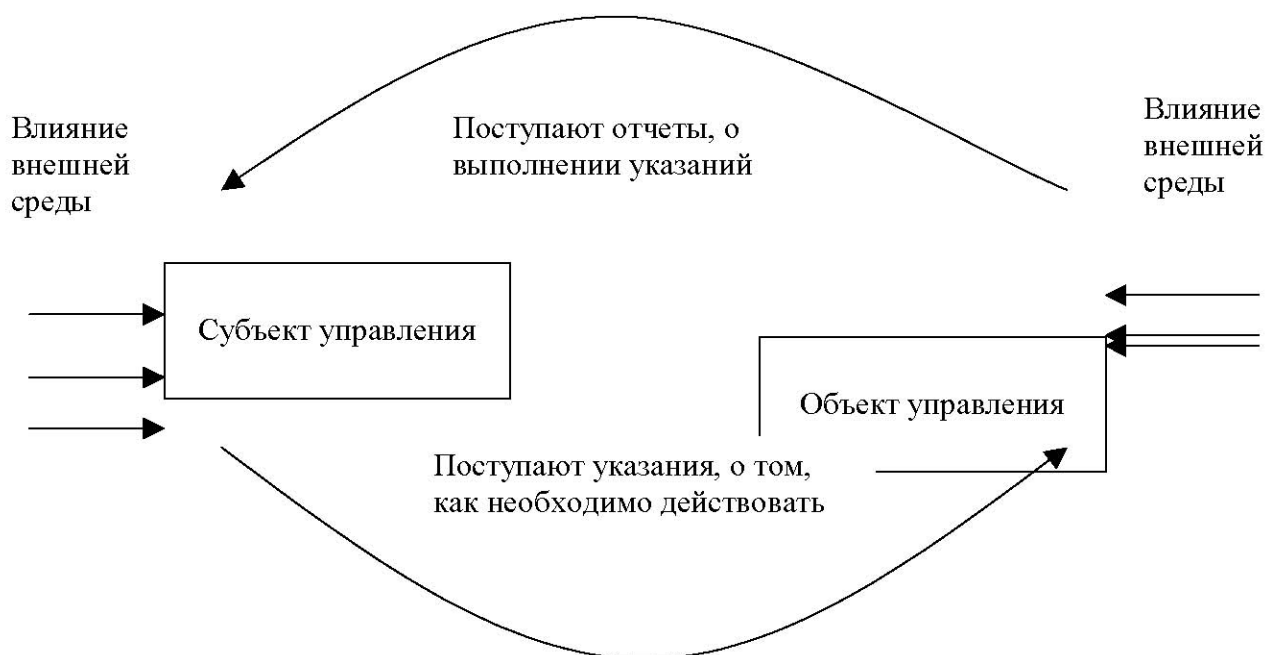 Влияние
внешней
среды
Поступают отчеты, о
выполнении указаний
Влияние
внешней
среды
Субъект управления
Объект управления
Поступают указания, о том,
как необходимо действовать